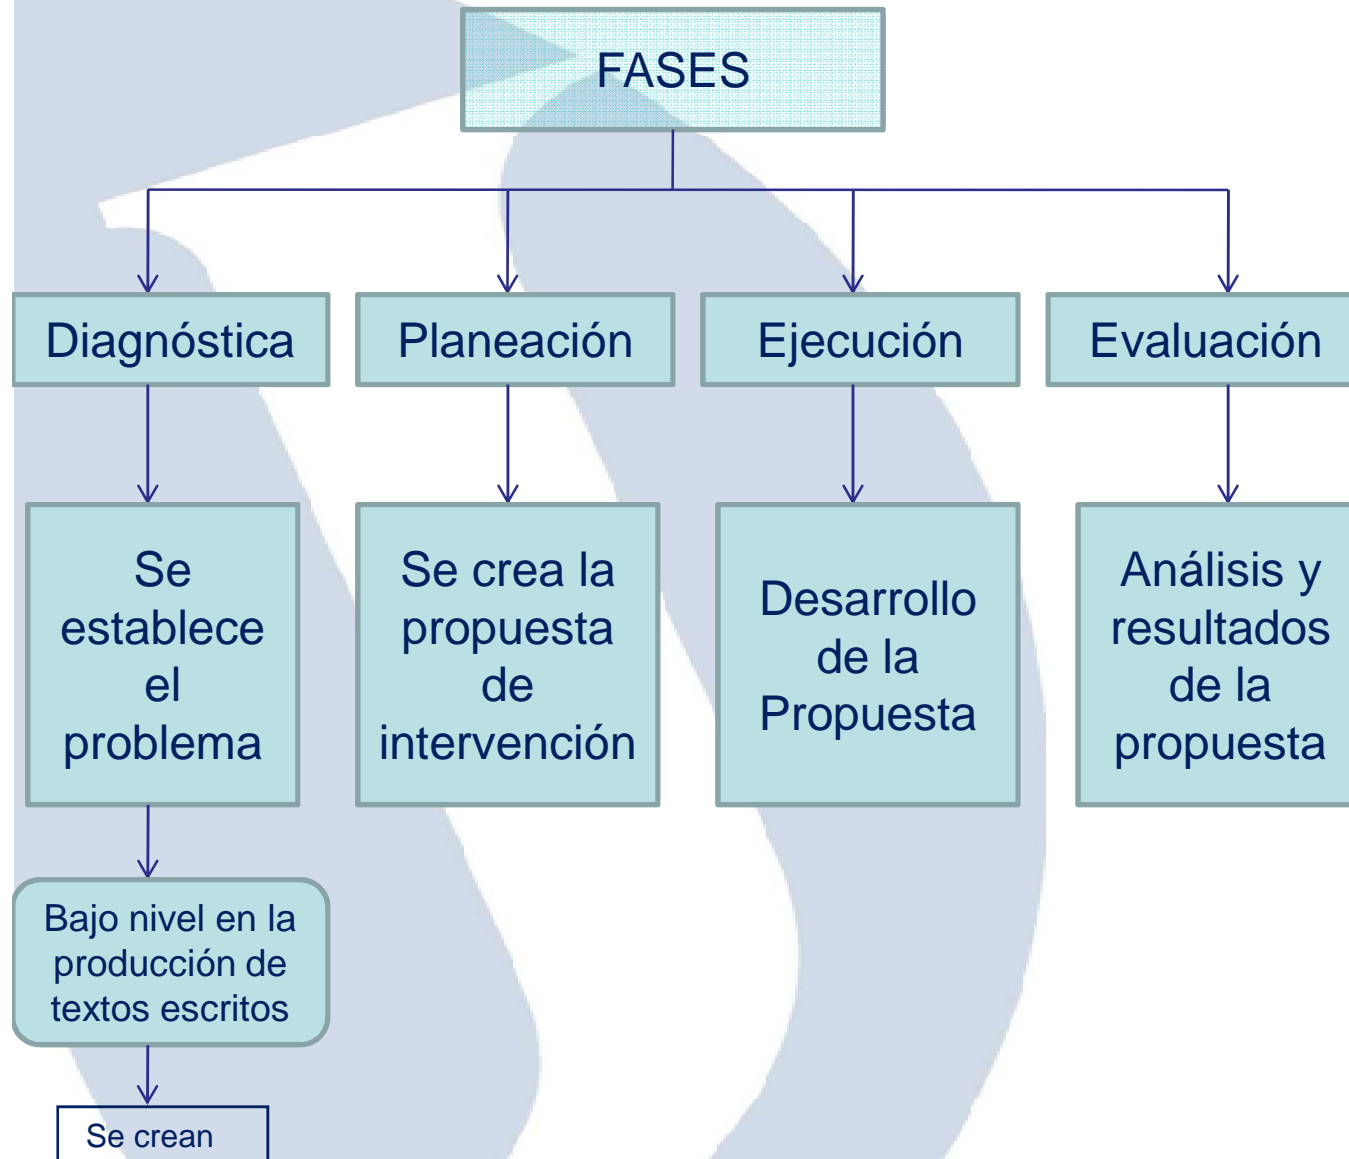 FASES
Diagnóstica
Planeación
Ejecución
Evaluación
Se
establece
el
problema
Se crea la
propuesta
de
intervención
Desarrollo
de la
Propuesta
Análisis y
resultados
de la
propuesta
Bajo nivel en la
producción de
textos escritos
Se crean